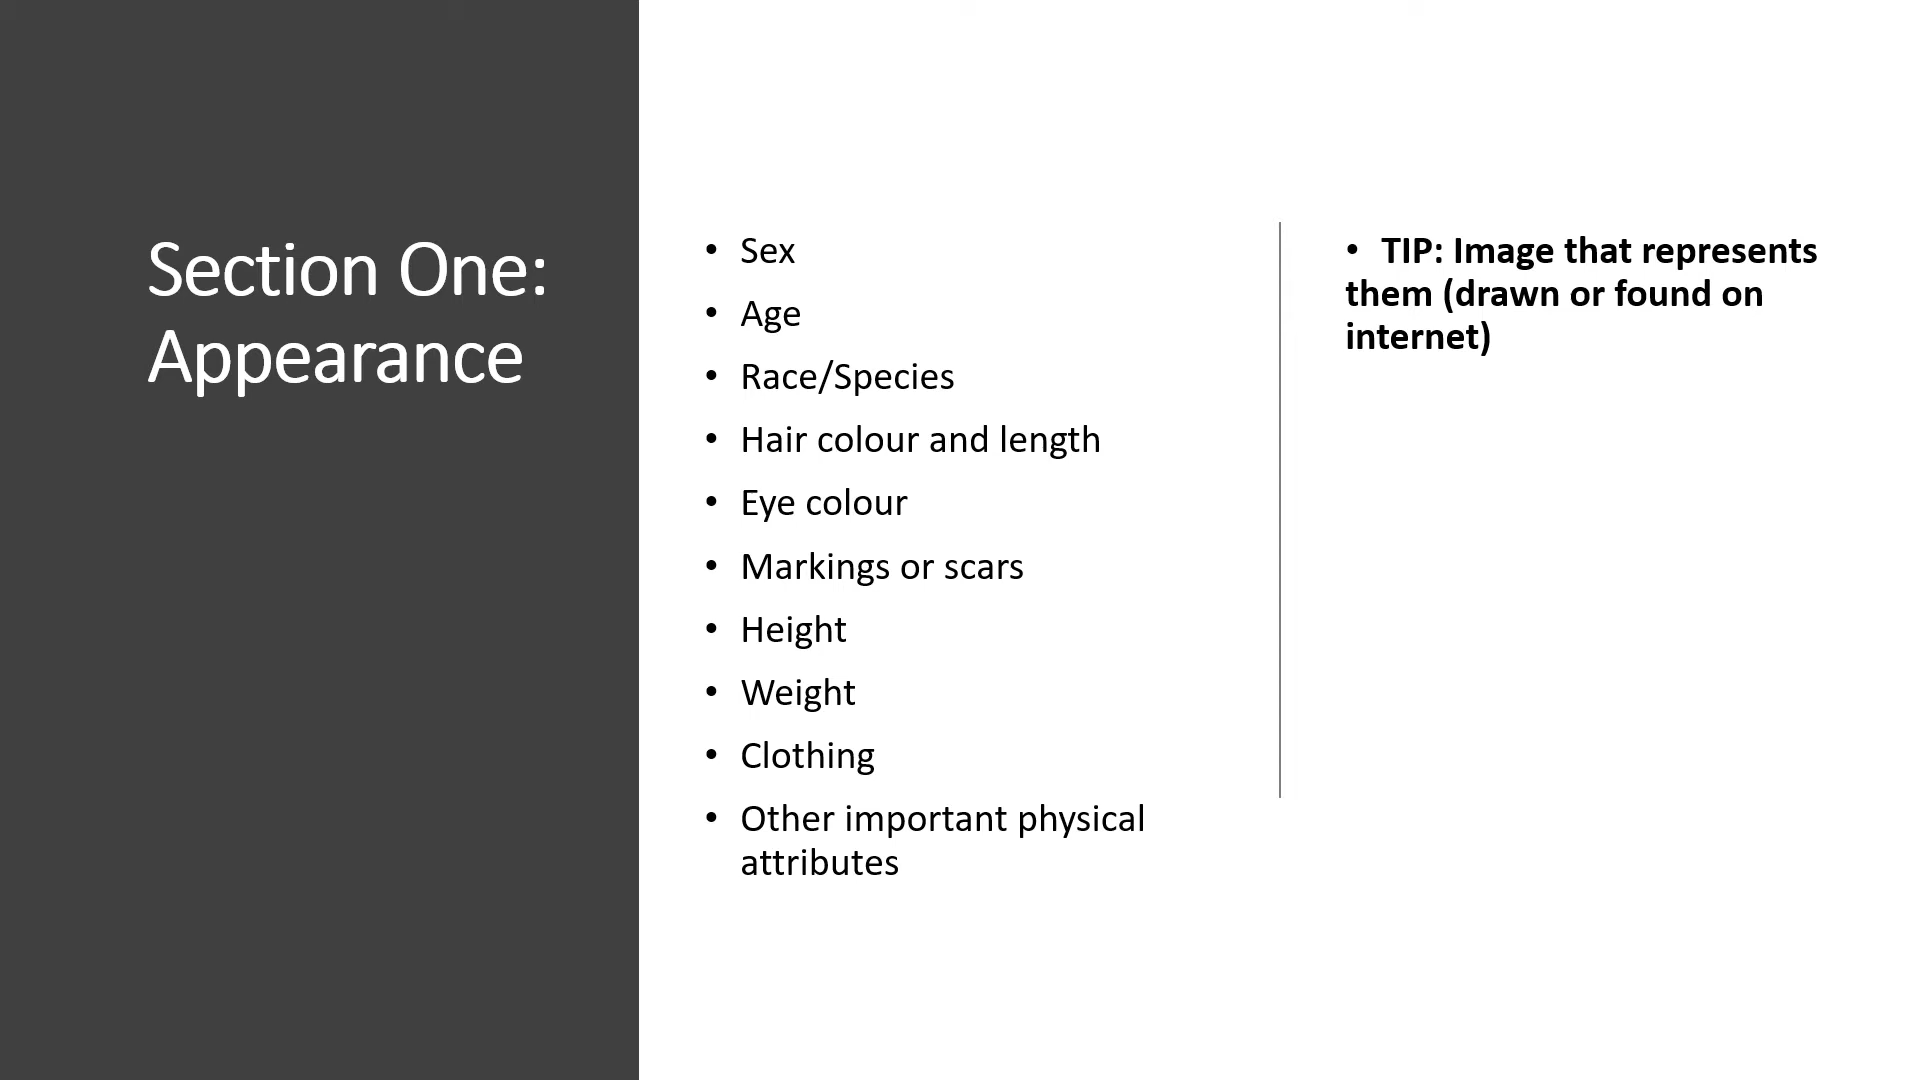 Section One:
Appearance
• Sex
• Age
• Race/Species
• Hair colour and length
• Eye colour
• Markings or scars
• Height
• Weight
• Clothing
• Other important physical
attributes
• TIP: Image that represents
them (drawn or found on
internet)